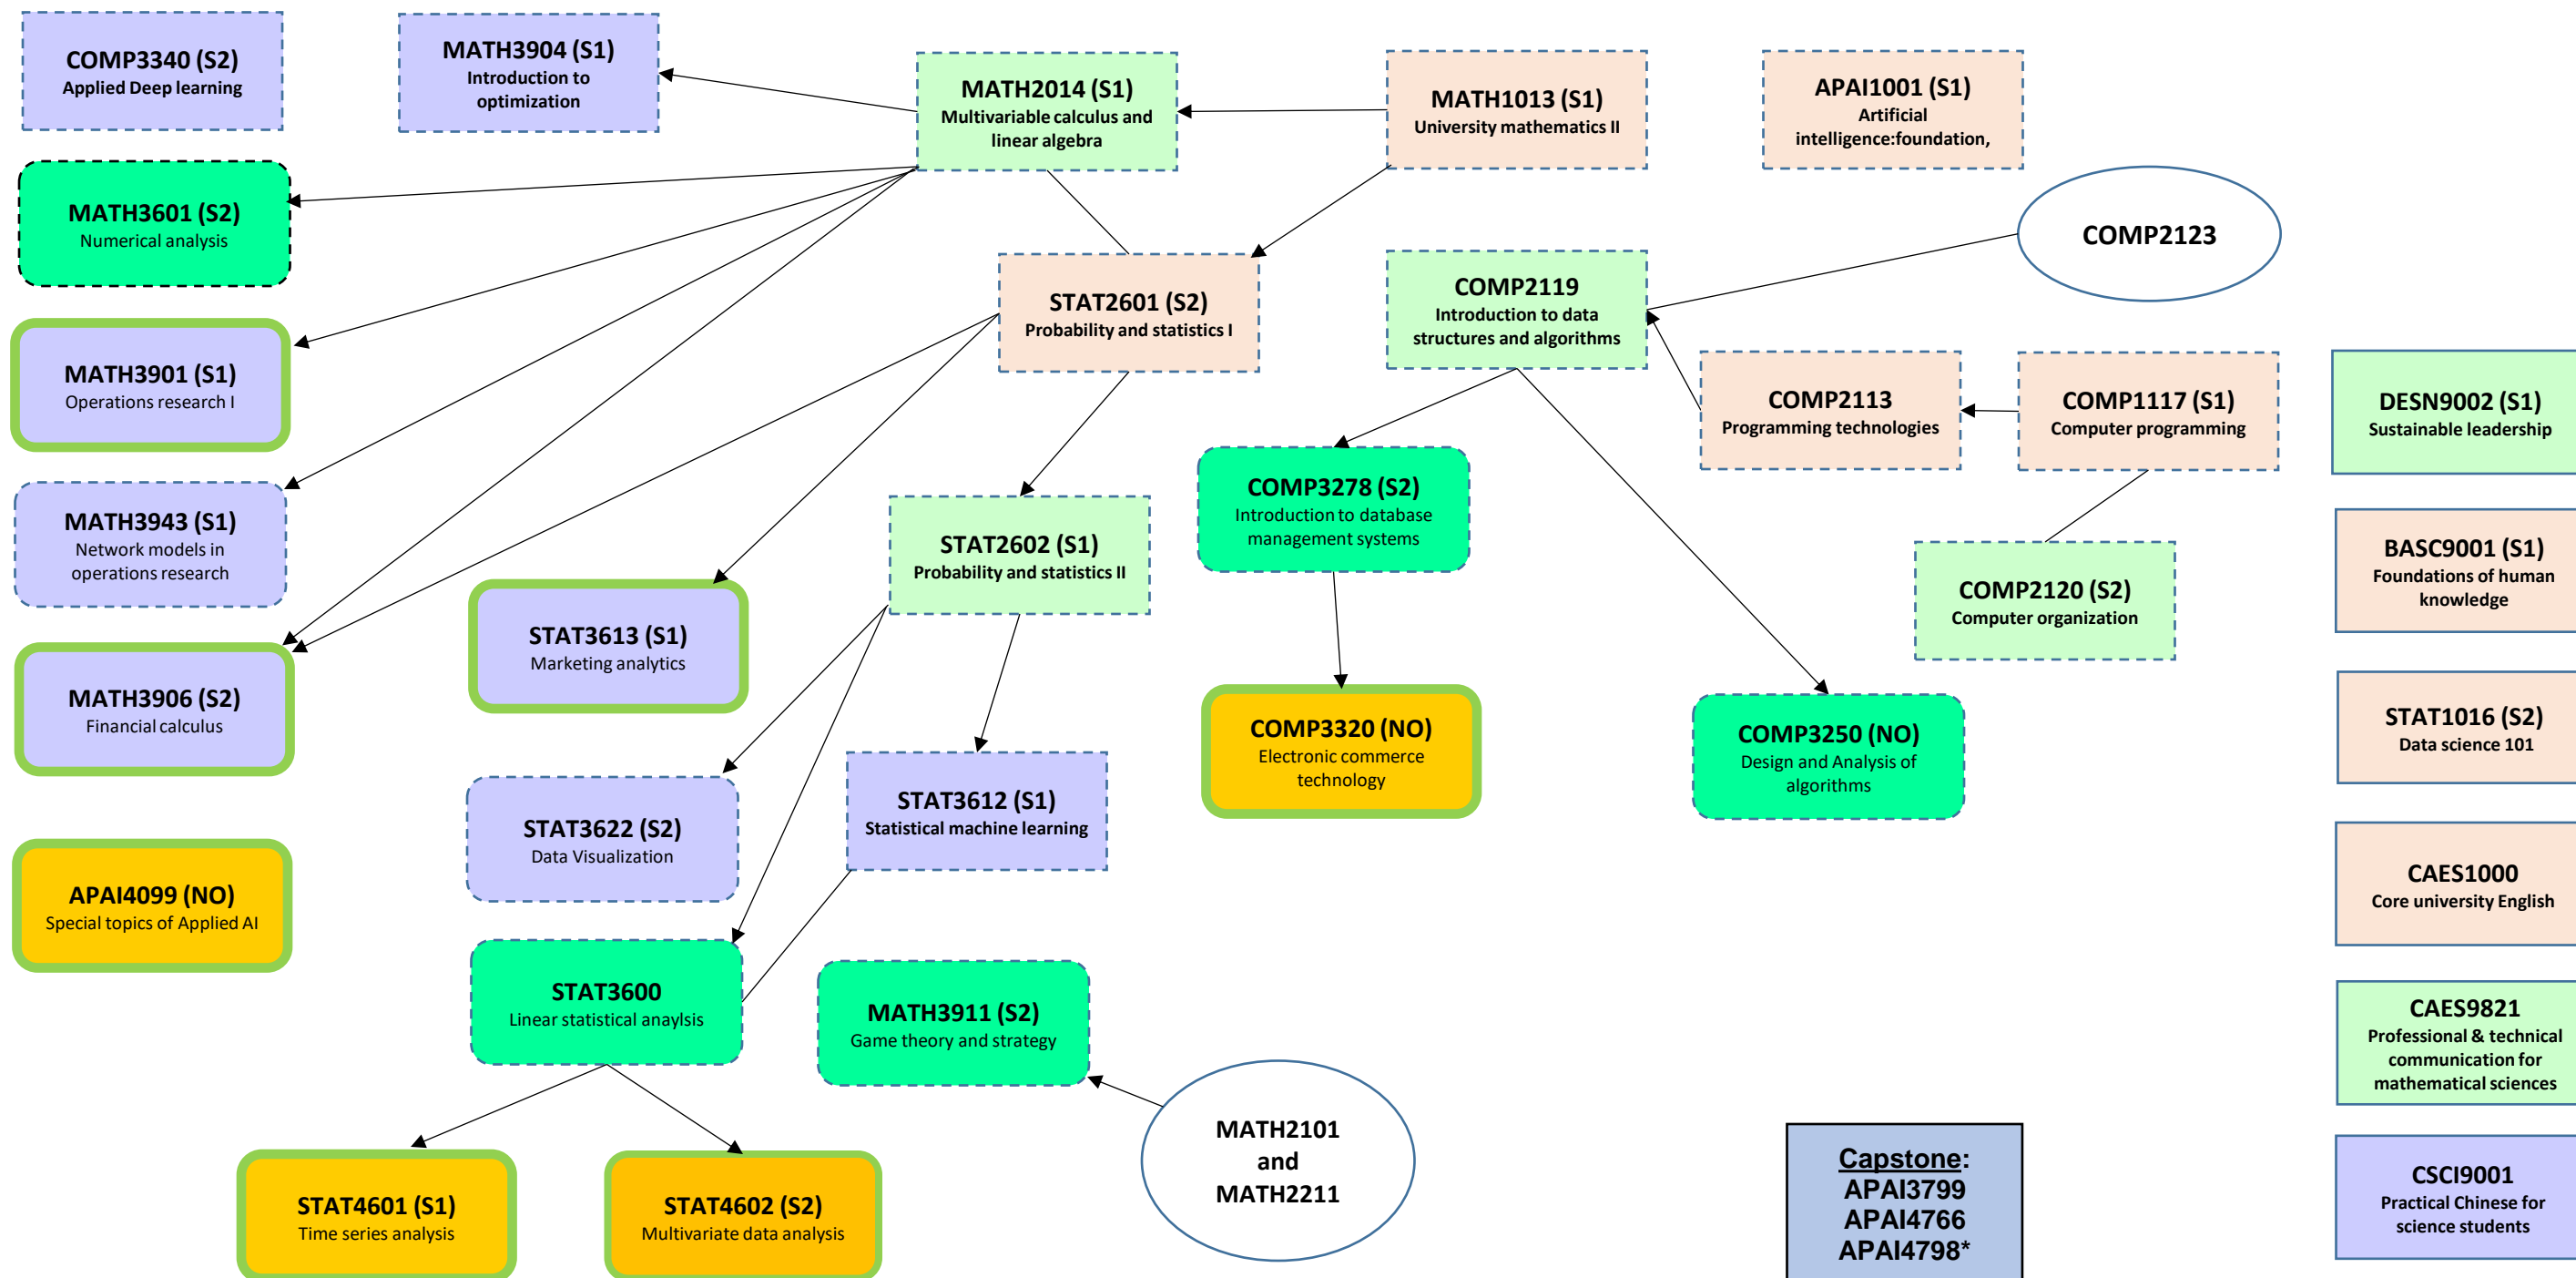 COMP3340 (S2)
Applied Deep learning
MATH3904 (S1)
Introduction to
optimization
MATH2014 (S1)
Multivariable calculus and
linear algebra
MATH1013 (S1)
University mathematics II
APAI1001 (S1)
Artificial
intelligence:foundation,
MATH3601 (S2)
Numerical analysis
COMP2123
STAT2601 (S2)
Probability and statistics I
COMP2119
Introduction to data
structures and algorithms
MATH3901 (S1)
Operations research I
COMP2113
Programming technologies
COMP1117 (S1)
Computer programming
DESN9002 (S1)
Sustainable leadership
MATH3943 (S1)
Network models in
operations research
STAT2602 (S1)
Probability and statistics II
COMP3278 (S2)
Introduction to database
management systems
COMP2120 (S2)
Computer organization
BASC9001 (S1)
Foundations of human
knowledge
MATH3906 (S2)
Financial calculus
STAT3613 (S1)
Marketing analytics
COMP3320 (NO)
Electronic commerce
technology
COMP3250 (NO)
Design and Analysis of
algorithms
STAT1016 (S2)
Data science 101
STAT3622 (S2)
Data Visualization
STAT3612 (S1)
Statistical machine learning
APAI4099 (NO)
Special topics of Applied AI
CAES1000
Core university English
STAT3600
Linear statistical anaylsis
MATH3911 (S2)
Game theory and strategy
CAES9821
Professional & technical
communication for
mathematical sciences
MATH2101
and
MATH2211
STAT4601 (S1)
Time series analysis
STAT4602 (S2)
Multivariate data analysis
Capstone:
APAI3799
APAI4766
APAI4798*
CSCI9001
Practical Chinese for
science students